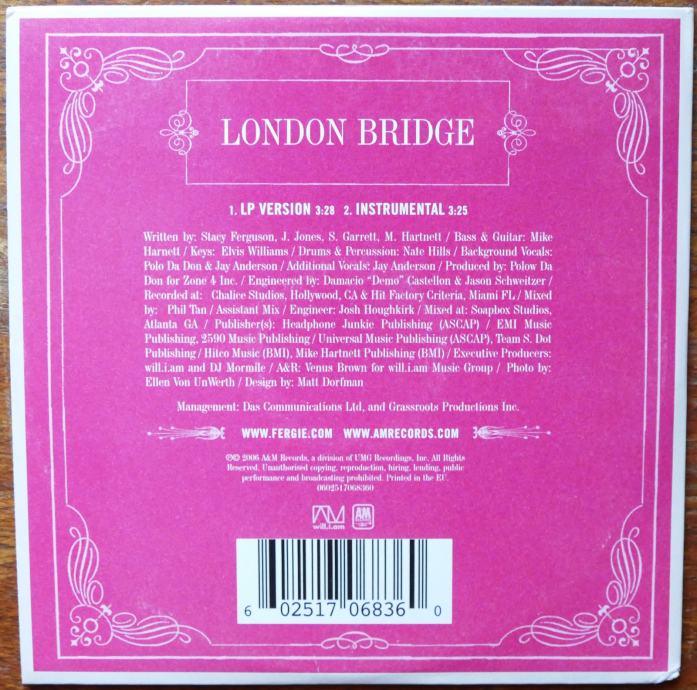 LONDON BRIDGE
1. LP VERSION 3:28 2. INSTRUMENTAL 3:25
Written by: Stacy Ferguson, J. Jones, S. Garrett, M. Hartnett / Bass & Guitar: Mike
Harnett / Keys: Elvis Williams / Drums & Percussion: Nate Hills / Background Vocals:
Polo Da Don & Jay Anderson / Additional Vocals: Jay Anderson / Produced by: Polow Da
Don for Zone 4 Inc. / Engineered by: Damacio "Demo" Castellon & Jason Schweitzer /
Recorded at: Chalice Studios, Hollywood, CA & Hit Factory Criteria, Miami FL / Mixed
by: Phil Tan / Assistant Mix / Engineer: Josh Houghkirk / Mixed at: Soapbox Studios,
Atlanta GA / Publisher(s): Headphone Junkie Publishing (ASCAP) / EMI Music
Publishing, 2590 Music Publishing / Universal Music Publishing (ASCAP), Team S. Dot
Publishing / Hitco Music (BMI), Mike Hartnett Publishing (BMI) / Executive Producers:
will.i.am and DJ Mormile / A&R: Venus Brown for will.i.am Music Group / Photo by:
Ellen Von UnWerth / Design by: Matt Dorfman
Management: Das Communications Ltd, and Grassroots Productions Inc.
WWW.FERGIE.COM WWW.AMRECORDS.COM
℗© 2006 A&M Records, a division of UMG Recordings, Inc. All Rights
Reserved. Unauthorised copying, reproduction, hiring, lending, public
performance and broadcasting prohibited. Printed in the EU.
0602517068360
will.i.am A&M
6 02517 06836 0